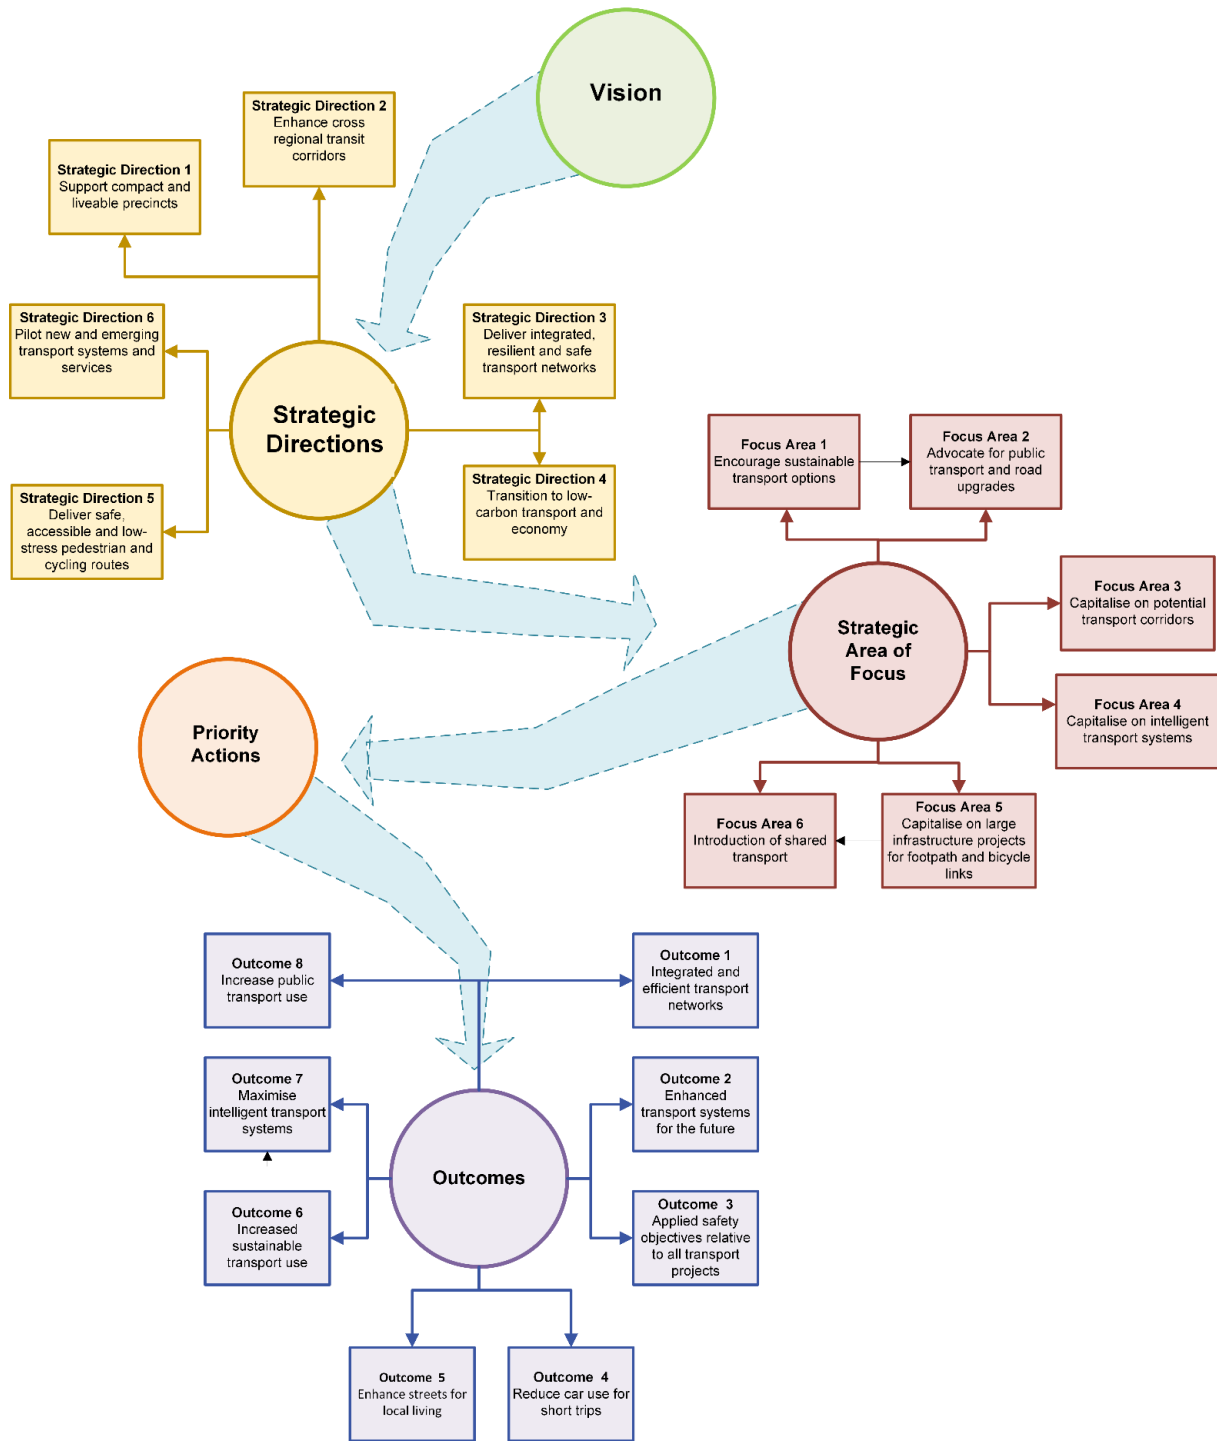 Vision
Strategic Direction 2
Enhance cross
regional transit
corridors
Strategic Direction 1
Support compact and
liveable precincts
Strategic Direction 6
Pilot new and emerging
transport systems and
services
Strategic Direction 3
Deliver integrated,
resilient and safe
transport networks
Strategic
Directions
Strategic Direction 4
Transition to low-
carbon transport and
economy
Strategic Direction 5
Deliver safe,
accessible and low-
stress pedestrian and
cycling routes
Focus Area 1
Encourage sustainable
transport options
Focus Area 2
Advocate for public
transport and road
upgrades
Focus Area 3
Capitalise on potential
transport corridors
Strategic
Area of
Focus
Focus Area 4
Capitalise on intelligent
transport systems
Priority
Actions
Focus Area 6
Introduction of shared
transport
Focus Area 5
Capitalise on large
infrastructure projects
for footpath and bicycle
links
Outcome 8
Increase public
transport use
Outcome 1
Integrated and
efficient transport
networks
Outcome 7
Maximise
intelligent transport
systems
Outcome 2
Enhanced
transport systems
for the future
Outcomes
Outcome 6
Increased
sustainable
transport use
Outcome 3
Applied safety
objectives relative
to all transport
projects
Outcome 5
Enhance streets for
local living
Outcome 4
Reduce car use for
short trips